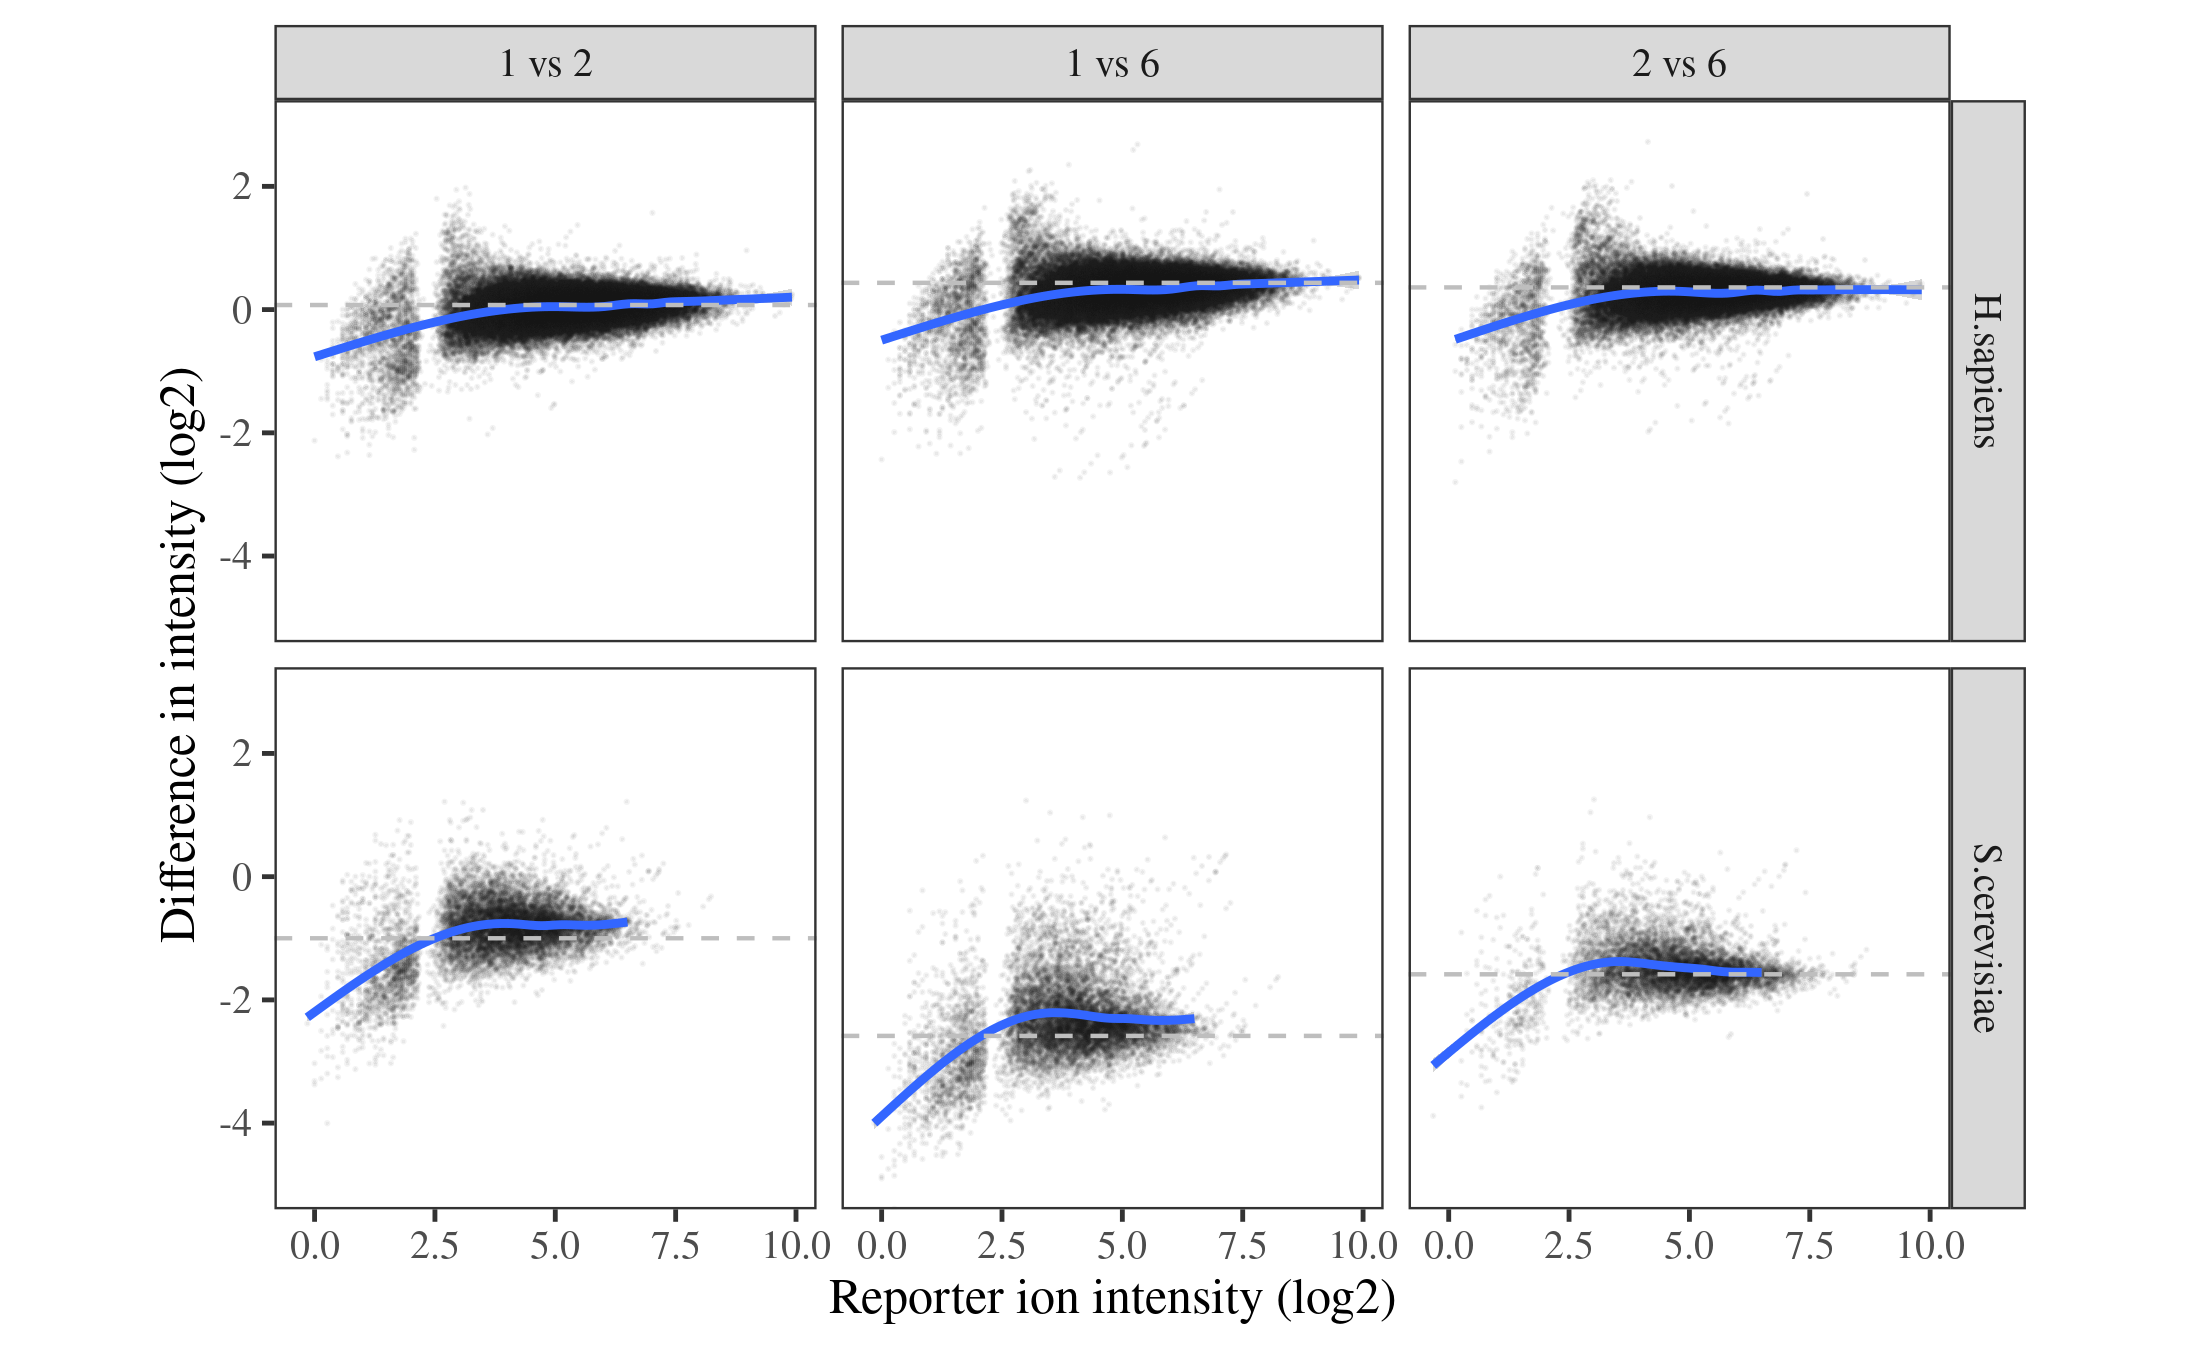 1 vs 2
1 vs 6
2 vs 6
Difference in intensity (log2)
2
0
-2
-4
H.sapiens
2
0
-2
-4
S.cerevisiae
0.0 2.5 5.0 7.5 10.0
0.0 2.5 5.0 7.5 10.0
0.0 2.5 5.0 7.5 10.0
Reporter ion intensity (log2)